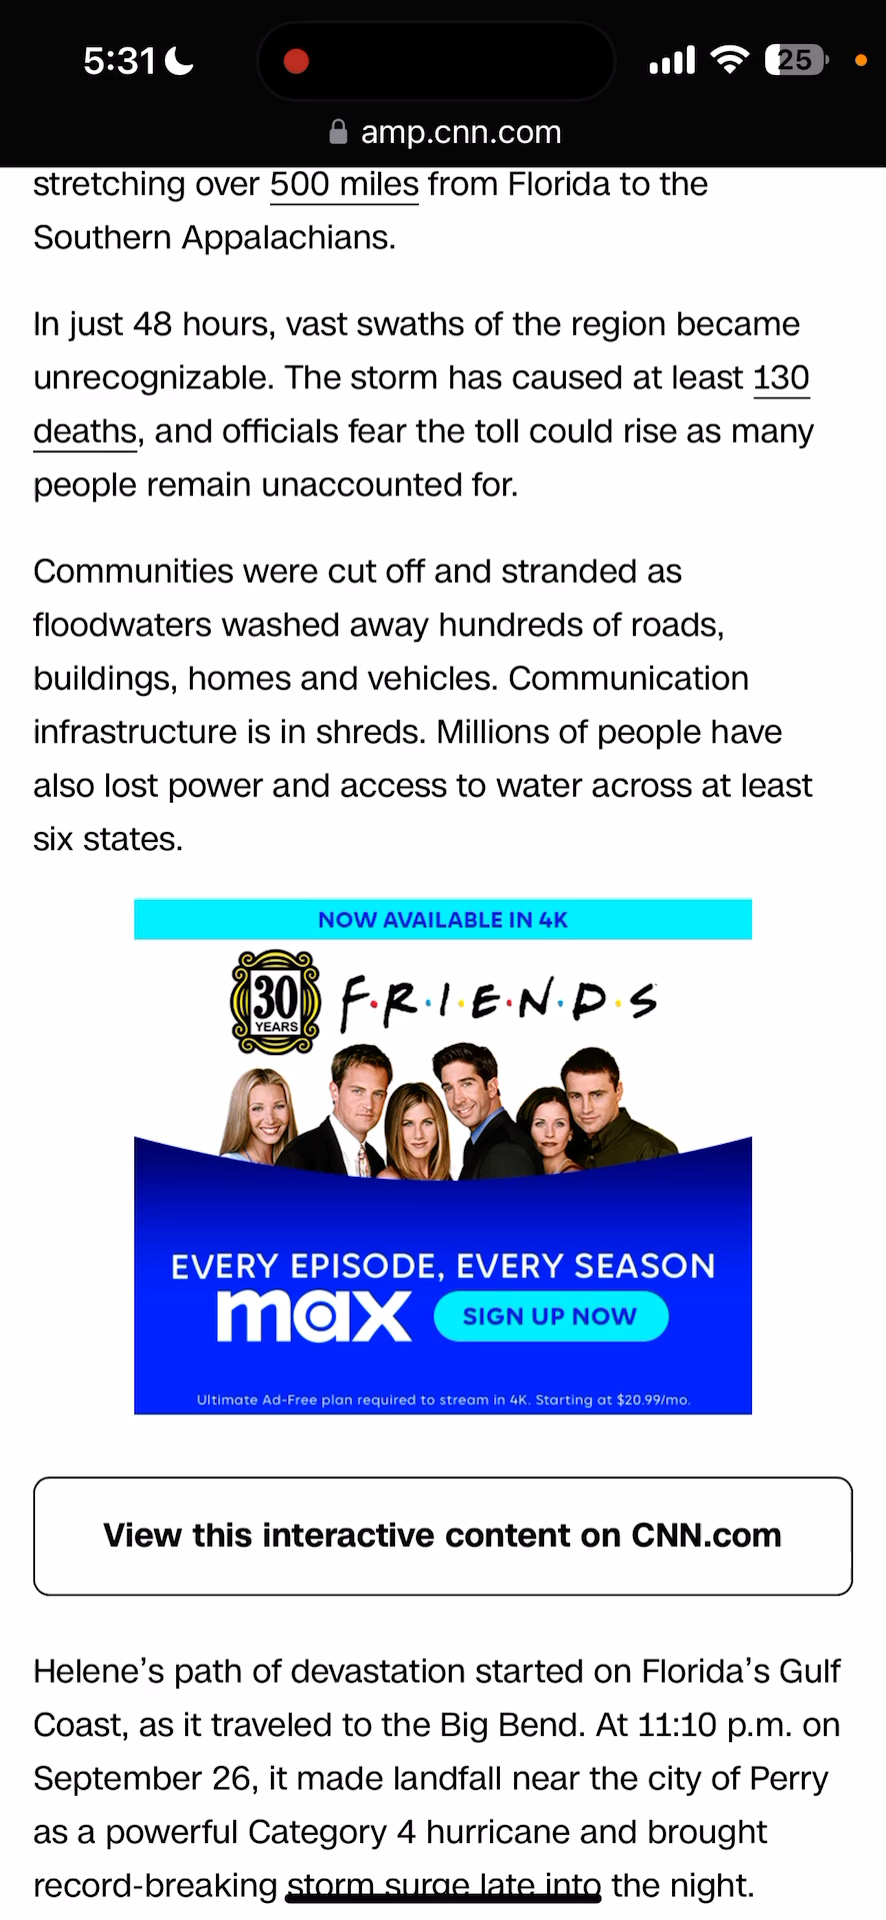 5:31
25
amp.cnn.com
stretching over 500 miles from Florida to the
Southern Appalachians.
In just 48 hours, vast swaths of the region became
unrecognizable. The storm has caused at least 130
deaths, and officials fear the toll could rise as many
people remain unaccounted for.
Communities were cut off and stranded as
floodwaters washed away hundreds of roads,
buildings, homes and vehicles. Communication
infrastructure is in shreds. Millions of people have
also lost power and access to water across at least
six states.
NOW AVAILABLE IN 4K
30
YEARS
F·R·I·E·N·D·S
EVERY EPISODE, EVERY SEASON
max
SIGN UP NOW
Ultimate Ad-Free plan required to stream in 4K. Starting at $20.99/mo.
View this interactive content on CNN.com
Helene’s path of devastation started on Florida’s Gulf
Coast, as it traveled to the Big Bend. At 11:10 p.m. on
September 26, it made landfall near the city of Perry
as a powerful Category 4 hurricane and brought
record-breaking storm surge late into the night.